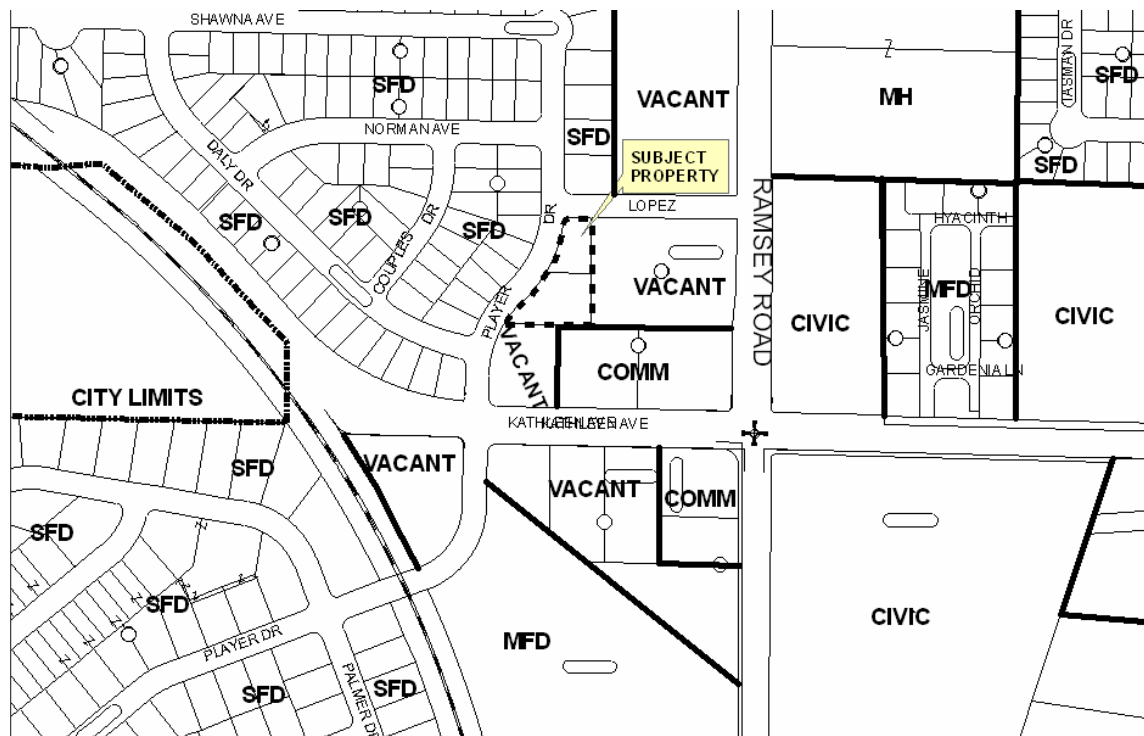 SHAWNA AVE
SFD
VACANT
MH
TASMAN DR
SFD
NORMAN AVE
SFD
DALY DR
SUBJECT
PROPERTY
SFD
SFD
SFD
COUPLES DR
SFD
DR
LOPEZ
RAMSEY ROAD
HYACINTH
PLAYER
VACANT
CIVIC
JASMINE
MFD
ORCHID
CIVIC
VACANT
COMM
GARDENIA LN
CITY LIMITS
KATHLEEN AVE
KATHLEEN AVE
SFD
VACANT
VACANT
COMM
SFD
SFD
CIVIC
PLAYER DR
MFD
SFD
PALMER DR
SFD